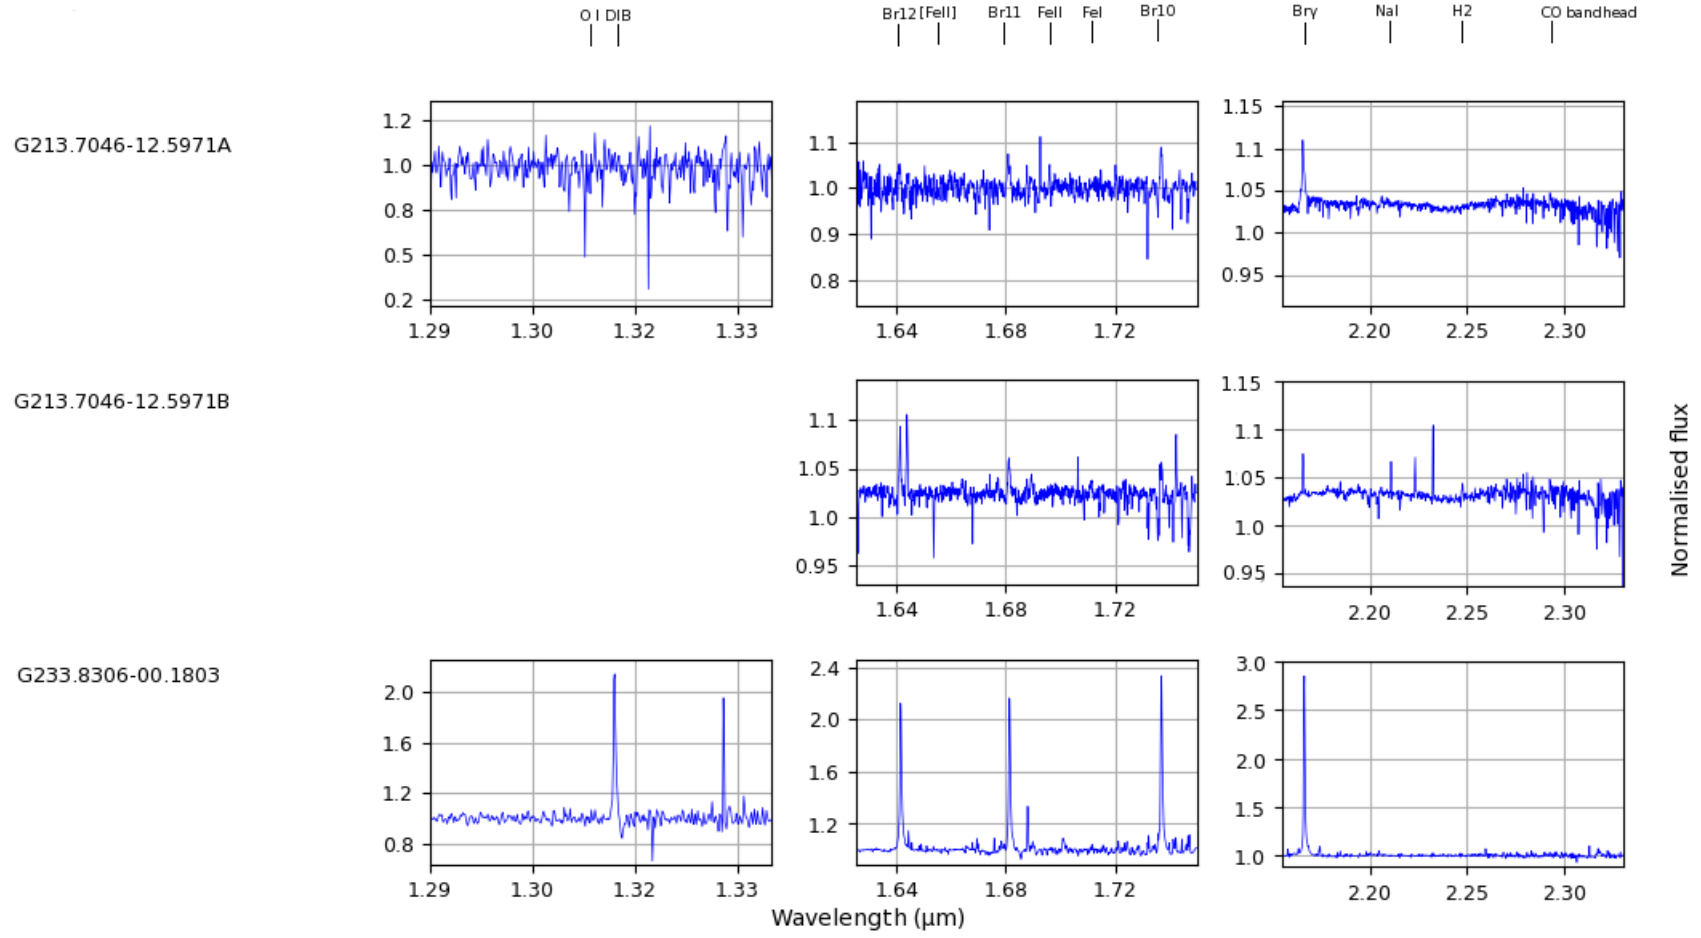 O I DIB
Br12 [FeII] Br11 FeII FeI Br10
Brγ NaI H2 CO bandhead
G213.7046-12.5971A
1.2
1.0
0.8
0.5
0.2
1.29 1.30 1.32 1.33
1.1
1.0
0.9
0.8
1.64 1.68 1.72
1.15
1.1
1.05
1.0
0.95
2.20 2.25 2.30
G213.7046-12.5971B
1.1
1.05
1.0
0.95
1.64 1.68 1.72
1.15
1.1
1.05
1.0
0.95
2.20 2.25 2.30
Normalised flux
G233.8306-00.1803
2.0
1.6
1.2
0.8
1.29 1.30 1.32 1.33
2.4
2.0
1.6
1.2
1.64 1.68 1.72
3.0
2.5
2.0
1.5
1.0
2.20 2.25 2.30
Wavelength (μm)